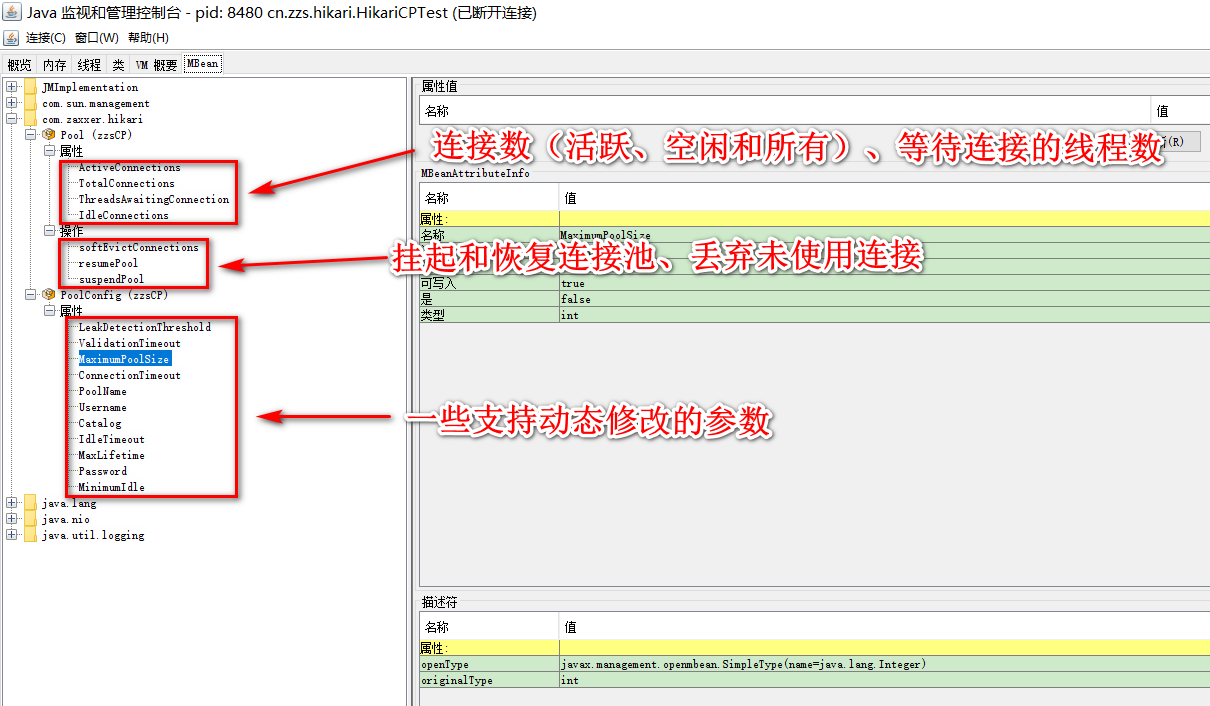 Java 监视和管理控制台 - pid: 8480 cn.zzs.hikari.HikariCPTest (已断开连接)
连接(C) 窗口(W) 帮助(H)
概览 内存 线程 类 VM 概要 MBean
JMImplementation
com.sun.management
com.zaxxer.hikari
Pool (zzsCP)
属性
ActiveConnections
TotalConnections
ThreadsAwaitingConnection
IdleConnections
操作
softEvictConnections
resumePool
suspendPool
PoolConfig (zzsCP)
属性
LeakDetectionThreshold
ValidationTimeout
MaximumPoolSize
ConnectionTimeout
PoolName
Username
Catalog
IdleTimeout
MaxLifetime
Password
MinimumIdle
java.lang
java.nio
java.util.logging
属性值
名称 值
连接数（活跃、空闲和所有）、等待连接的线程数
(R)
MBeanAttributeInfo
名称 值
属性:
名称 MaximumPoolSize
挂起和恢复连接池、丢弃未使用连接
可写入 true
是 false
类型 int
一些支持动态修改的参数
描述符
名称 值
属性:
openType javax.management.openmbean.SimpleType(name=java.lang.Integer)
originalType int